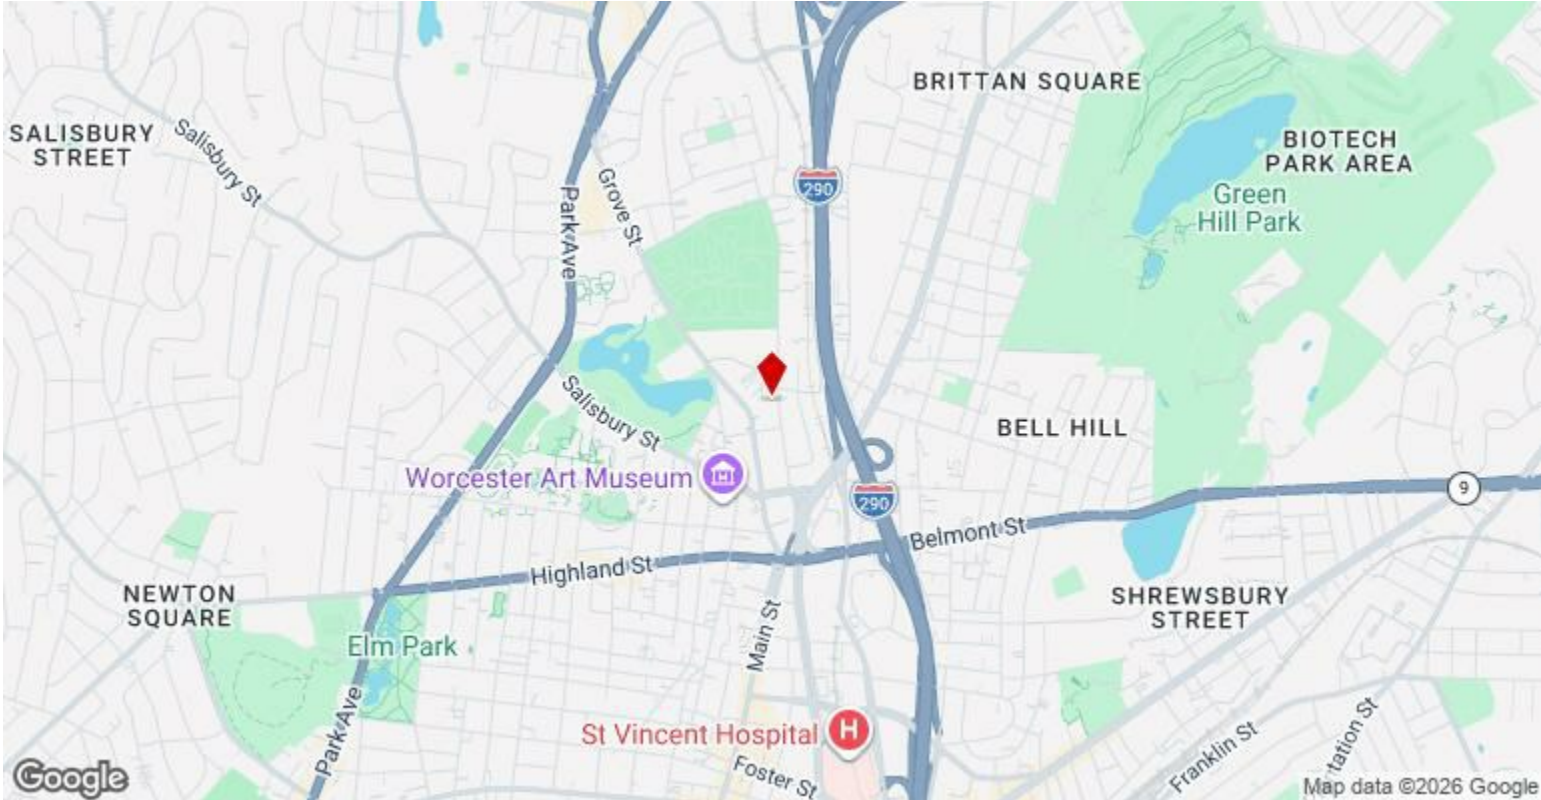 BRITTAN SQUARE
SALISBURY
STREET
Salisbury St
BIOTECH
PARK AREA
Grove St
290
Park Ave
Green
Hill Park
Salisbury St
BELL HILL
Worcester Art Museum
290
9
Belmont St
Highland St
NEWTON
SQUARE
SHREWSBURY
STREET
Elm Park
Main St
Park Ave
St Vincent Hospital
H
Franklin St
tation St
Foster St
Google
Map data ©2026 Google